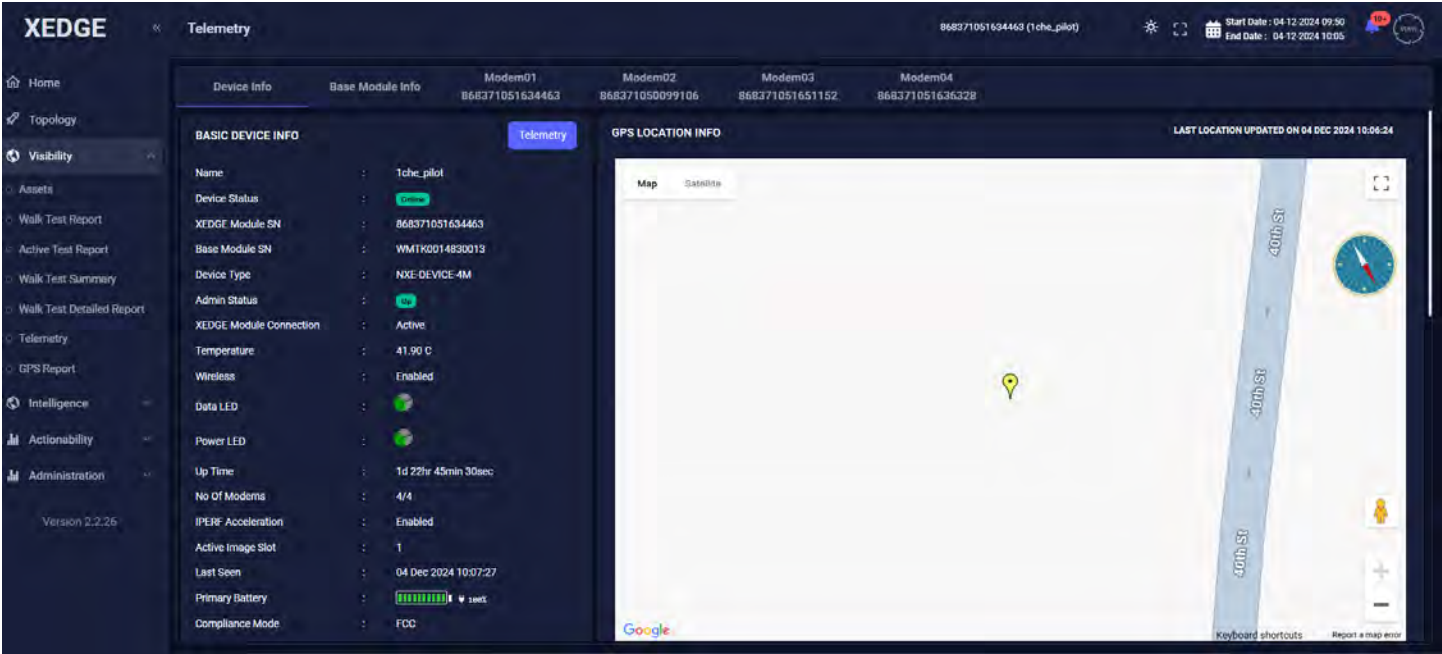 XEDGE
«
Telemetry
868371051634463 (1che_pilot)
Start Date : 04-12-2024 09:50
End Date : 04-12-2024 10:05
10+
Home
Topology
Visibility
Assets
Walk Test Report
Active Test Report
Walk Test Summary
Walk Test Detailed Report
Telemetry
GPS Report
Intelligence
Actionability
Administration
Version 2.2.26
Device Info
Base Module Info
Modem01
868371051634463
Modem02
868371050099106
Modem03
868371051651152
Modem04
868371051636328
BASIC DEVICE INFO
Telemetry
Name : 1che_pilot
Device Status : Online
XEDGE Module SN : 868371051634463
Base Module SN : WMTK0014830013
Device Type : NXE-DEVICE-4M
Admin Status : Up
XEDGE Module Connection : Active
Temperature : 41.90 C
Wireless : Enabled
Data LED :
Power LED :
Up Time : 1d 22hr 45min 30sec
No Of Modems : 4/4
IPERF Acceleration : Enabled
Active Image Slot : 1
Last Seen : 04 Dec 2024 10:07:27
Primary Battery : 100%
Compliance Mode : FCC
GPS LOCATION INFO
LAST LOCATION UPDATED ON 04 DEC 2024 10:06:24
Map
Satellite
40th St
40th St
40th St
Google
Keyboard shortcuts
Report a map error